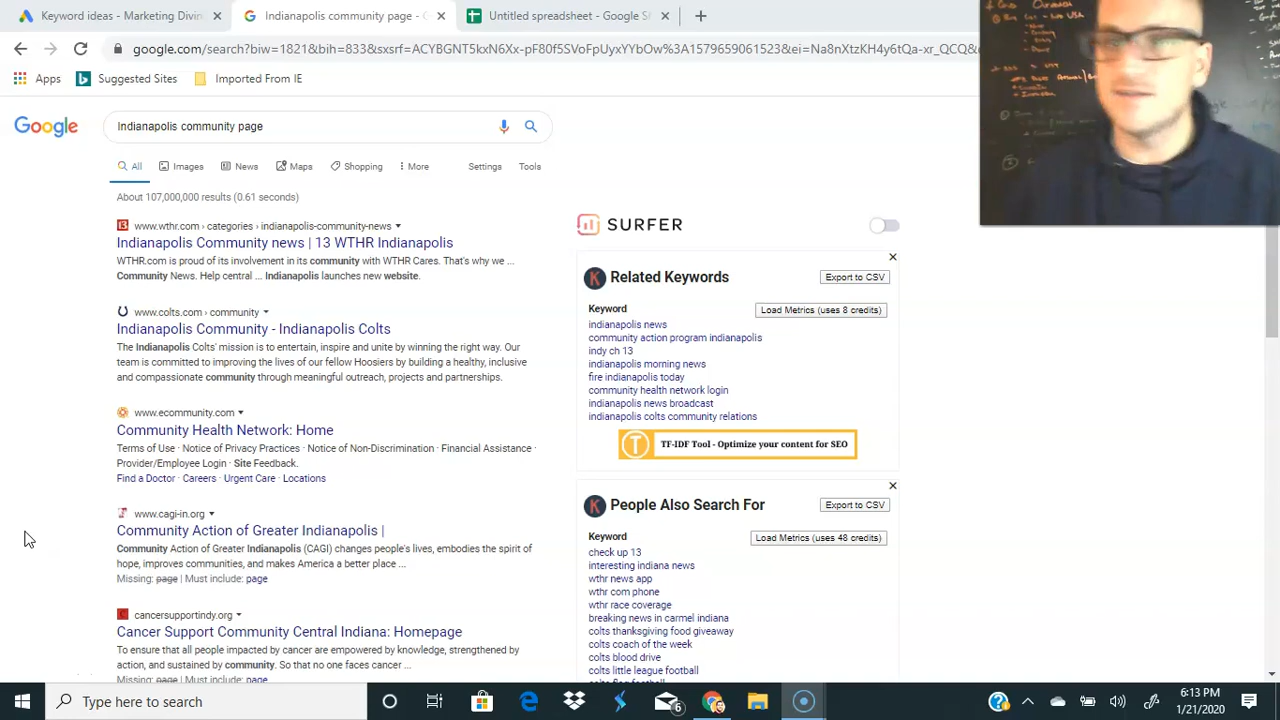 Keyword ideas - Marketing Divin
Indianapolis community page - G
Untitled spreadsheet - Google S
google.com/search?biw=1821&bih=
Apps
Suggested Bites
Imported From IE
Google
Indianapolis community page
All
Images
News
Maps
Shopping
More
Settings
Tools
About 107,000,000 results (0.61 seconds)
www.wthr.com › categories › indianapolis-community-news
Indianapolis Community news | 13 WTHR Indianapolis
WTHR.com is proud of its involvement in its community with WTHR Cares. That's why we ...
Community News. Help central ... Indianapolis launches new website.
www.colts.com › community
Indianapolis Community - Indianapolis Colts
The Indianapolis Colts' mission is to entertain, inspire and unite by winning the right way. Our
team is committed to improving the lives of our fellow Hoosiers by building a healthy, inclusive
and compassionate community through meaningful outreach, projects and partnerships.
www.ecommunity.com
Community Health Network: Home
Terms of Use · Notice of Privacy Practices · Notice of Non-Discrimination · Financial Assistance ·
Provider/Employee Login · Site Feedback.
Find a Doctor · Careers · Urgent Care · Locations
www.cagi-in.org
Community Action of Greater Indianapolis |
Community Action of Greater Indianapolis (CAGI) changes people's lives, embodies the spirit of
hope, improves communities, and makes America a better place ...
Missing: page | Must include: page
cancersupportindy.org
Cancer Support Community Central Indiana: Homepage
To ensure that all people impacted by cancer are empowered by knowledge, strengthened by
action, and sustained by community. So that no one faces cancer ...
Missing: page | Must include: page
SURFER
Related Keywords
Export to CSV
Keyword
Load Metrics (uses 8 credits)
indianapolis news
community action program indianapolis
indy ch 13
indianapolis morning news
fire indianapolis today
community health network login
indianapolis news broadcast
indianapolis colts community relations
TF-IDF Tool - Optimize your content for SEO
People Also Search For
Export to CSV
Keyword
Load Metrics (uses 48 credits)
check up 13
interesting indiana news
wthr news app
wthr com phone
wthr race coverage
breaking news in carmel indiana
colts thanksgiving food giveaway
colts coach of the week
colts blood drive
colts little league football
colts flag football
Type here to search
6
6:13 PM
1/21/2020